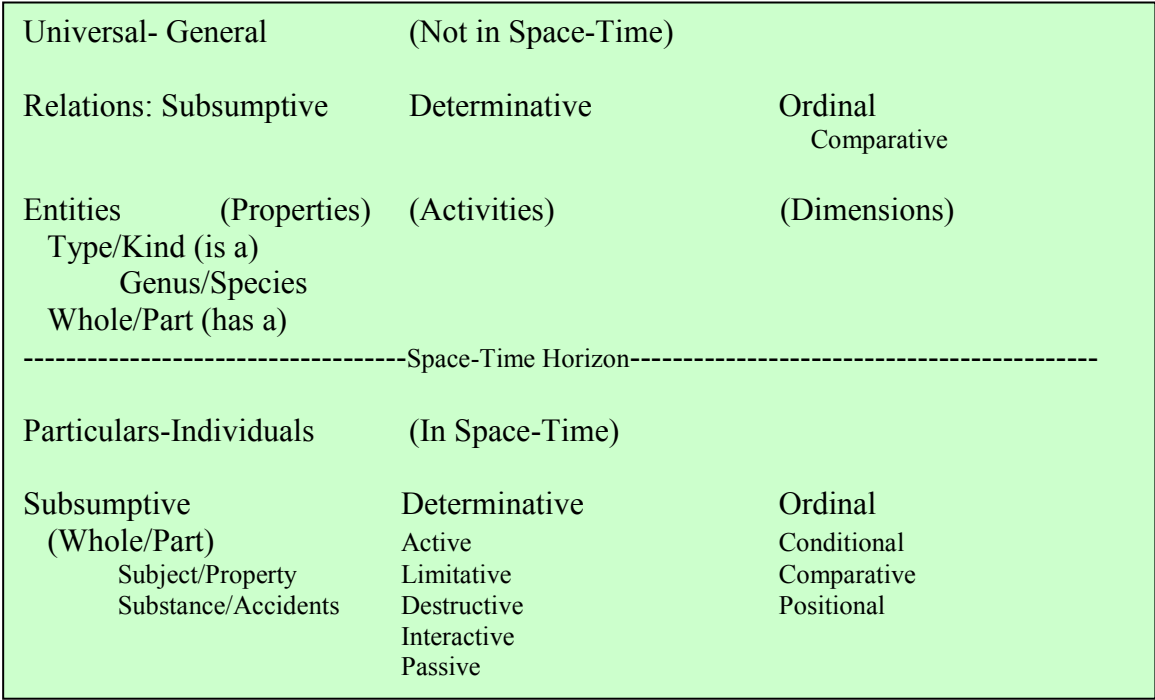 Universal- General (Not in Space-Time)
Relations: Subsumptive Determinative Ordinal
Comparative
Entities (Properties) (Activities) (Dimensions)
Type/Kind (is a)
Genus/Species
Whole/Part (has a)
------------------------------------Space-Time Horizon--------------------------------------------
Particulars-Individuals (In Space-Time)
Subsumptive Determinative Ordinal
(Whole/Part) Active Conditional
Subject/Property Limitative Comparative
Substance/Accidents Destructive Positional
Interactive
Passive